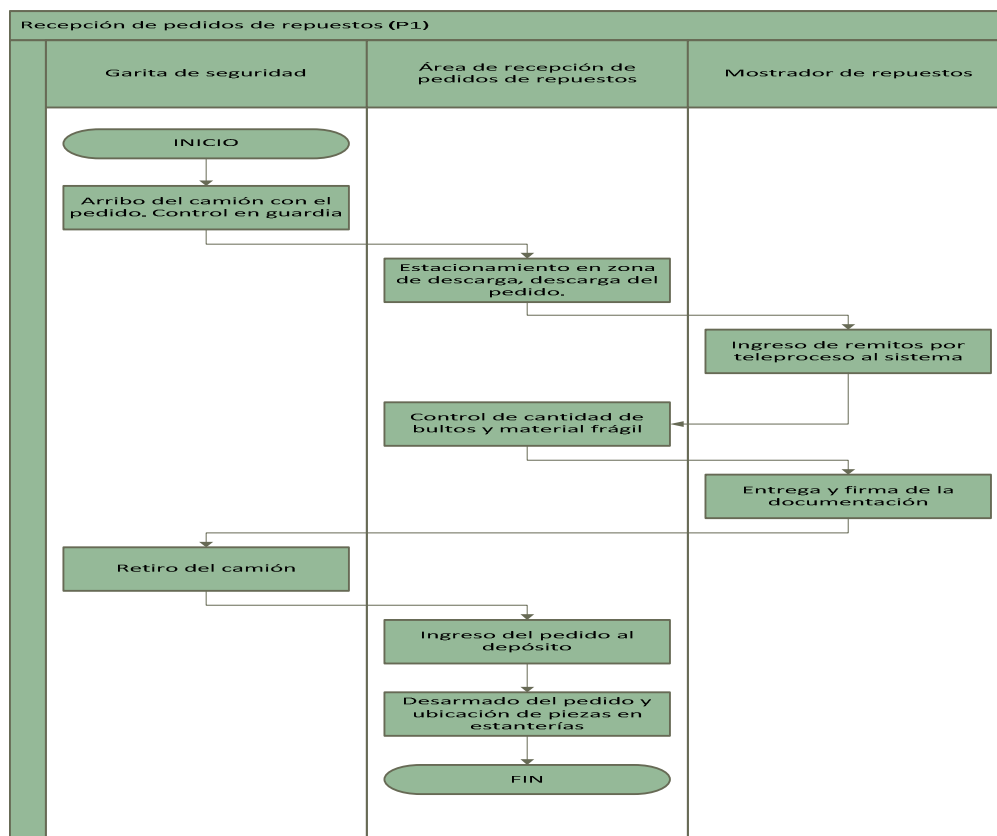 Recepción de pedidos de repuestos (P1)
Garita de seguridad
Área de recepción de
pedidos de repuestos
Mostrador de repuestos
INICIO
Arribo del camión con el
pedido. Control en guardia
Estacionamiento en zona
de descarga, descarga del
pedido.
Ingreso de remitos por
teleproceso al sistema
Control de cantidad de
bultos y material frágil
Entrega y firma de la
documentación
Retiro del camión
Ingreso del pedido al
depósito
Desarmado del pedido y
ubicación de piezas en
estanterías
FIN